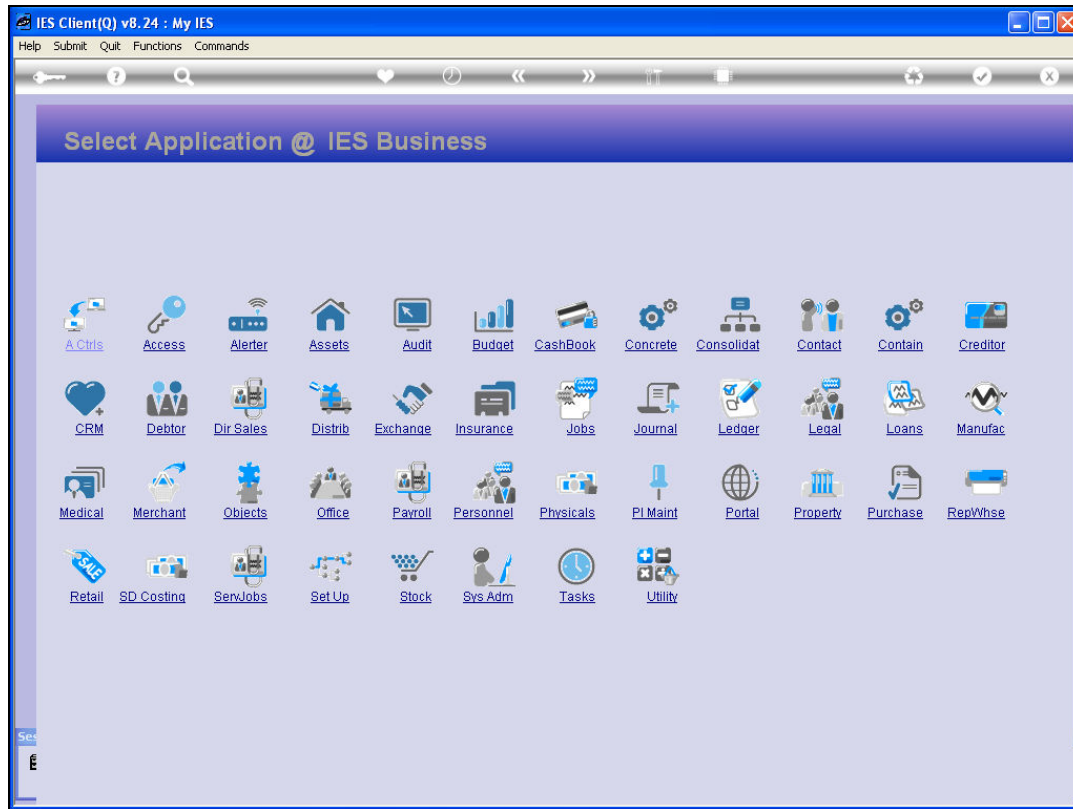 IES Client(Q) v8.24 : My IES
Help Submit Quit Functions Commands
Select Application @ IES Business
A Ctrls Access Alerter Assets Audit Budget CashBook Concrete Consolidat Contact Contain Creditor
CRM Debtor Dir Sales Distrib Exchange Insurance Jobs Journal Ledger Legal Loans Manufac
Medical Merchant Objects Office Payroll Personnel Physicals Pl Maint Portal Property Purchase RepWhse
SALE
Retail SD Costing ServJobs Set Up Stock Sys Adm Tasks Utility
Ses